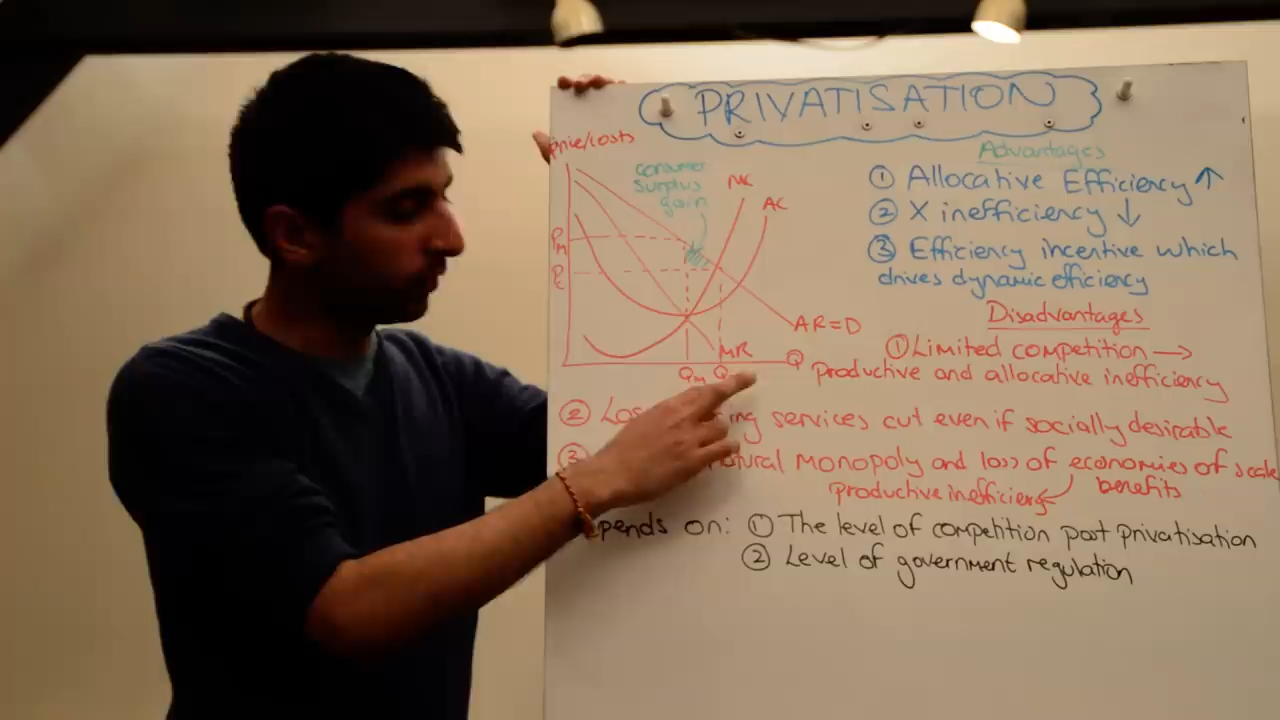 PRIVATISATION
Price/costs
consumer
surplus
gain
MC
AC
PM
PC
AR=D
MR
Q
QM Q
Advantages
① Allocative Efficiency ↑
② X inefficiency ↓
③ Efficiency incentive which
drives dynamic efficiency
Disadvantages
① Limited competition →
productive and allocative inefficiency
② Los ing services cut even if socially desirable
③ natural monopoly and loss of economies of scale
benefits
productive inefficiency
pends on: ① The level of competition post privatisation
② Level of government regulation